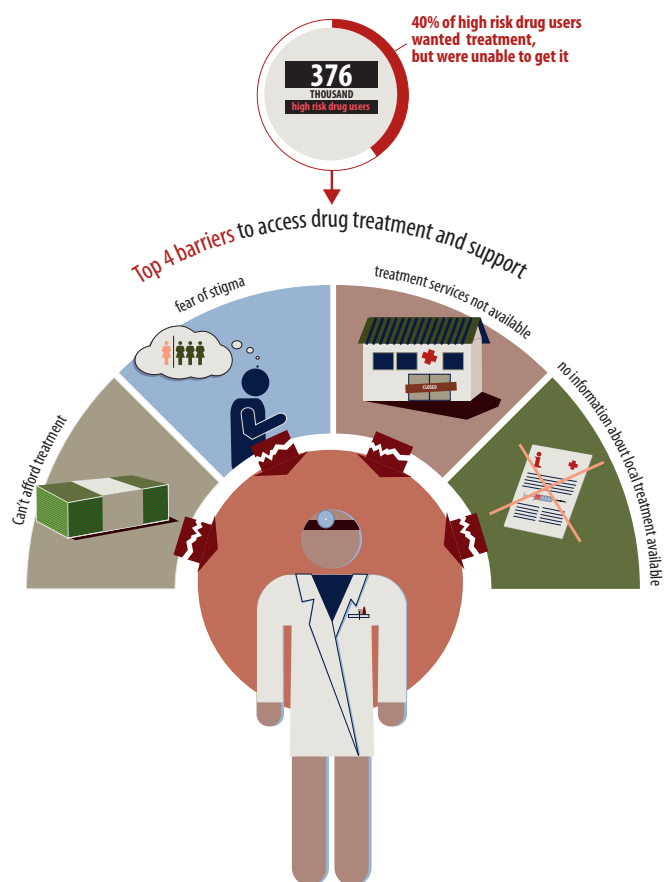 40% of high risk drug users
wanted treatment,
but were unable to get it
376
THOUSAND
high risk drug users
Top 4 barriers to access drug treatment and support
fear of stigma
treatment services not available
Can't afford treatment
no information about local treatment available
CLOSED
i